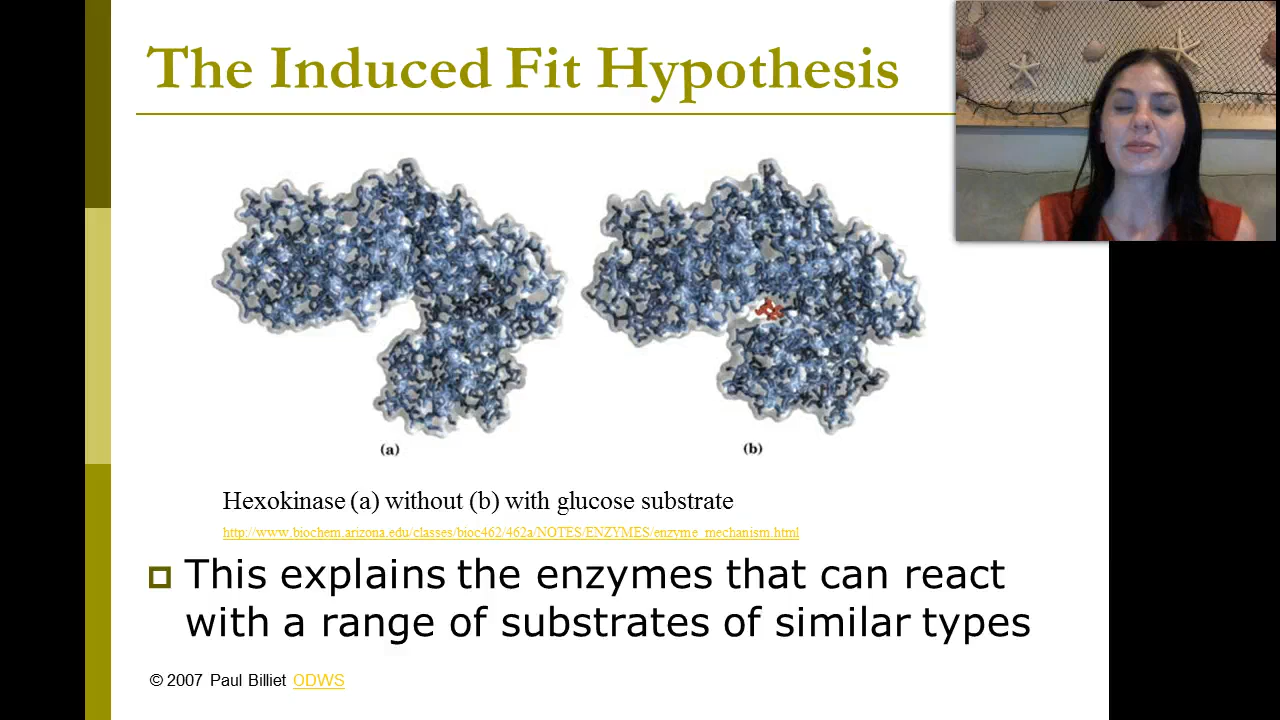 The Induced Fit Hypothesis
(a) (b)
Hexokinase (a) without (b) with glucose substrate
http://www.biochem.arizona.edu/classes/bioc462/462a/NOTES/ENZYMES/enzyme_mechanism.html
This explains the enzymes that can react
with a range of substrates of similar types
© 2007 Paul Billiet ODWS